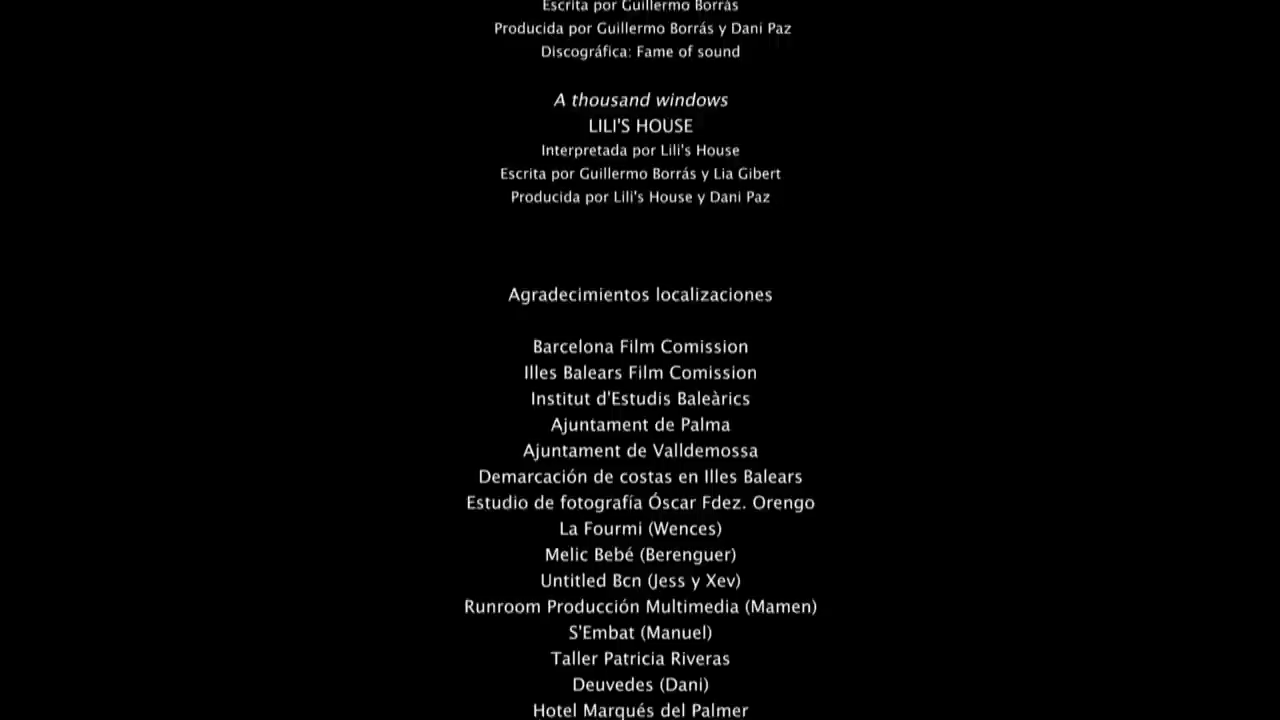 Escrita por Guillermo Borrás
Producida por Guillermo Borrás y Dani Paz
Discográfica: Fame of sound
A thousand windows
LILI'S HOUSE
Interpretada por Lili's House
Escrita por Guillermo Borrás y Lia Gibert
Producida por Lili's House y Dani Paz
Agradecimientos localizaciones
Barcelona Film Comission
Illes Balears Film Comission
Institut d'Estudis Baleàrics
Ajuntament de Palma
Ajuntament de Valldemossa
Demarcación de costas en Illes Balears
Estudio de fotografía Óscar Fdez. Orengo
La Fourmi (Wences)
Melic Bebé (Berenguer)
Untitled Bcn (Jess y Xev)
Runroom Producción Multimedia (Mamen)
S'Embat (Manuel)
Taller Patricia Riveras
Deuvedes (Dani)
Hotel Marqués del Palmer